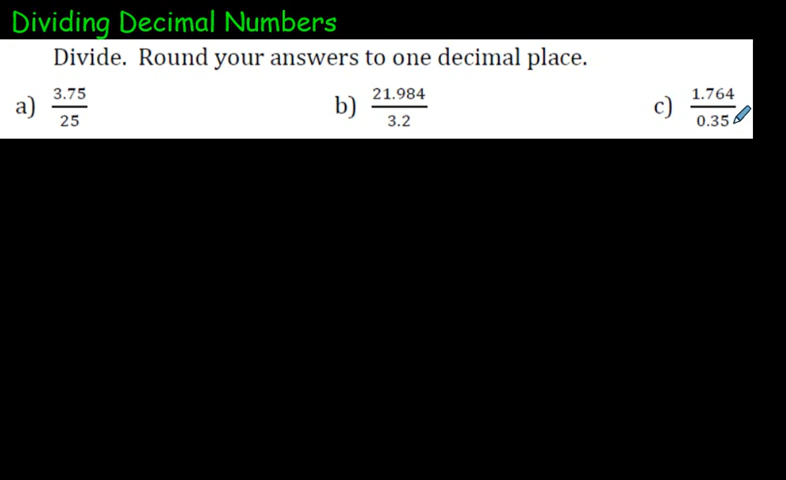 Dividing Decimal Numbers
Divide. Round your answers to one decimal place.
a) 3.75/25 b) 21.984/3.2 c) 1.764/0.35